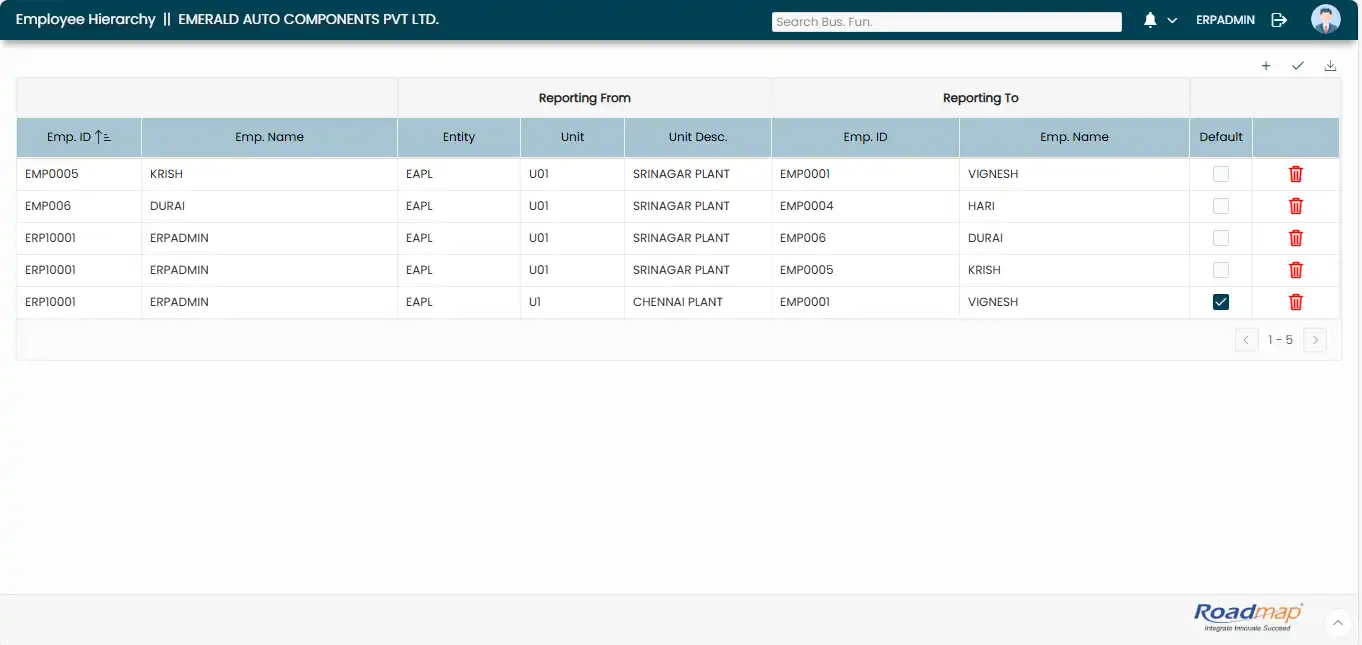 Employee Hierarchy || EMERALD AUTO COMPONENTS PVT LTD.
Search Bus. Fun.
ERPADMIN
Reporting From Reporting To
Emp. ID Emp. Name Entity Unit Unit Desc. Emp. ID Emp. Name Default
EMP0005 KRISH EAPL U01 SRINAGAR PLANT EMP0001 VIGNESH
EMP006 DURAI EAPL U01 SRINAGAR PLANT EMP0004 HARI
ERP10001 ERPADMIN EAPL U01 SRINAGAR PLANT EMP006 DURAI
ERP10001 ERPADMIN EAPL U01 SRINAGAR PLANT EMP0005 KRISH
ERP10001 ERPADMIN EAPL U1 CHENNAI PLANT EMP0001 VIGNESH
1 - 5
Roadmap®
Integrate Innovate Succeed